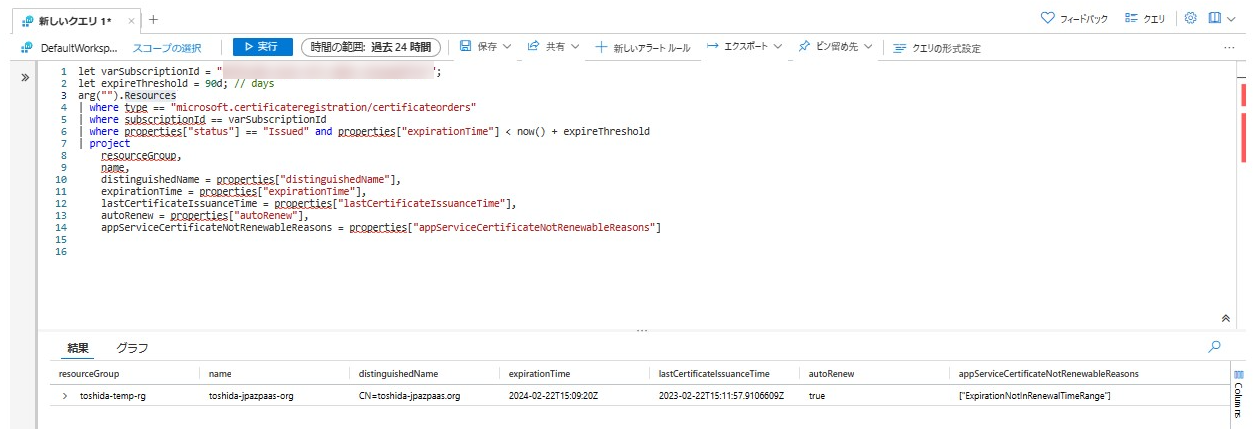 新しいクエリ 1* × +
フィードバック クエリ
DefaultWorksp... スコープの選択 実行 時間の範囲: 過去 24 時間 保存 共有 新しいアラート ルール エクスポート ピン留め先 クエリの形式設定 ...
1 let varSubscriptionId = "";
2 let expireThreshold = 90d; // days
3 arg("").Resources
4 | where type == "microsoft.certificateregistration/certificateorders"
5 | where subscriptionId == varSubscriptionId
6 | where properties["status"] == "Issued" and properties["expirationTime"] < now() + expireThreshold
7 | project
8 resourceGroup,
9 name,
10 distinguishedName = properties["distinguishedName"],
11 expirationTime = properties["expirationTime"],
12 lastCertificateIssuanceTime = properties["lastCertificateIssuanceTime"],
13 autoRenew = properties["autoRenew"],
14 appServiceCertificateNotRenewableReasons = properties["appServiceCertificateNotRenewableReasons"]
15
16
結果 グラフ
resourceGroup name distinguishedName expirationTime lastCertificateIssuanceTime autoRenew appServiceCertificateNotRenewableReasons
toshida-temp-rg toshida-jpazpaas-org CN=toshida-jpazpaas.org 2024-02-22T15:09:20Z 2023-02-22T15:11:57.9106609Z true ["ExpirationNotInRenewalTimeRange"]
Columns